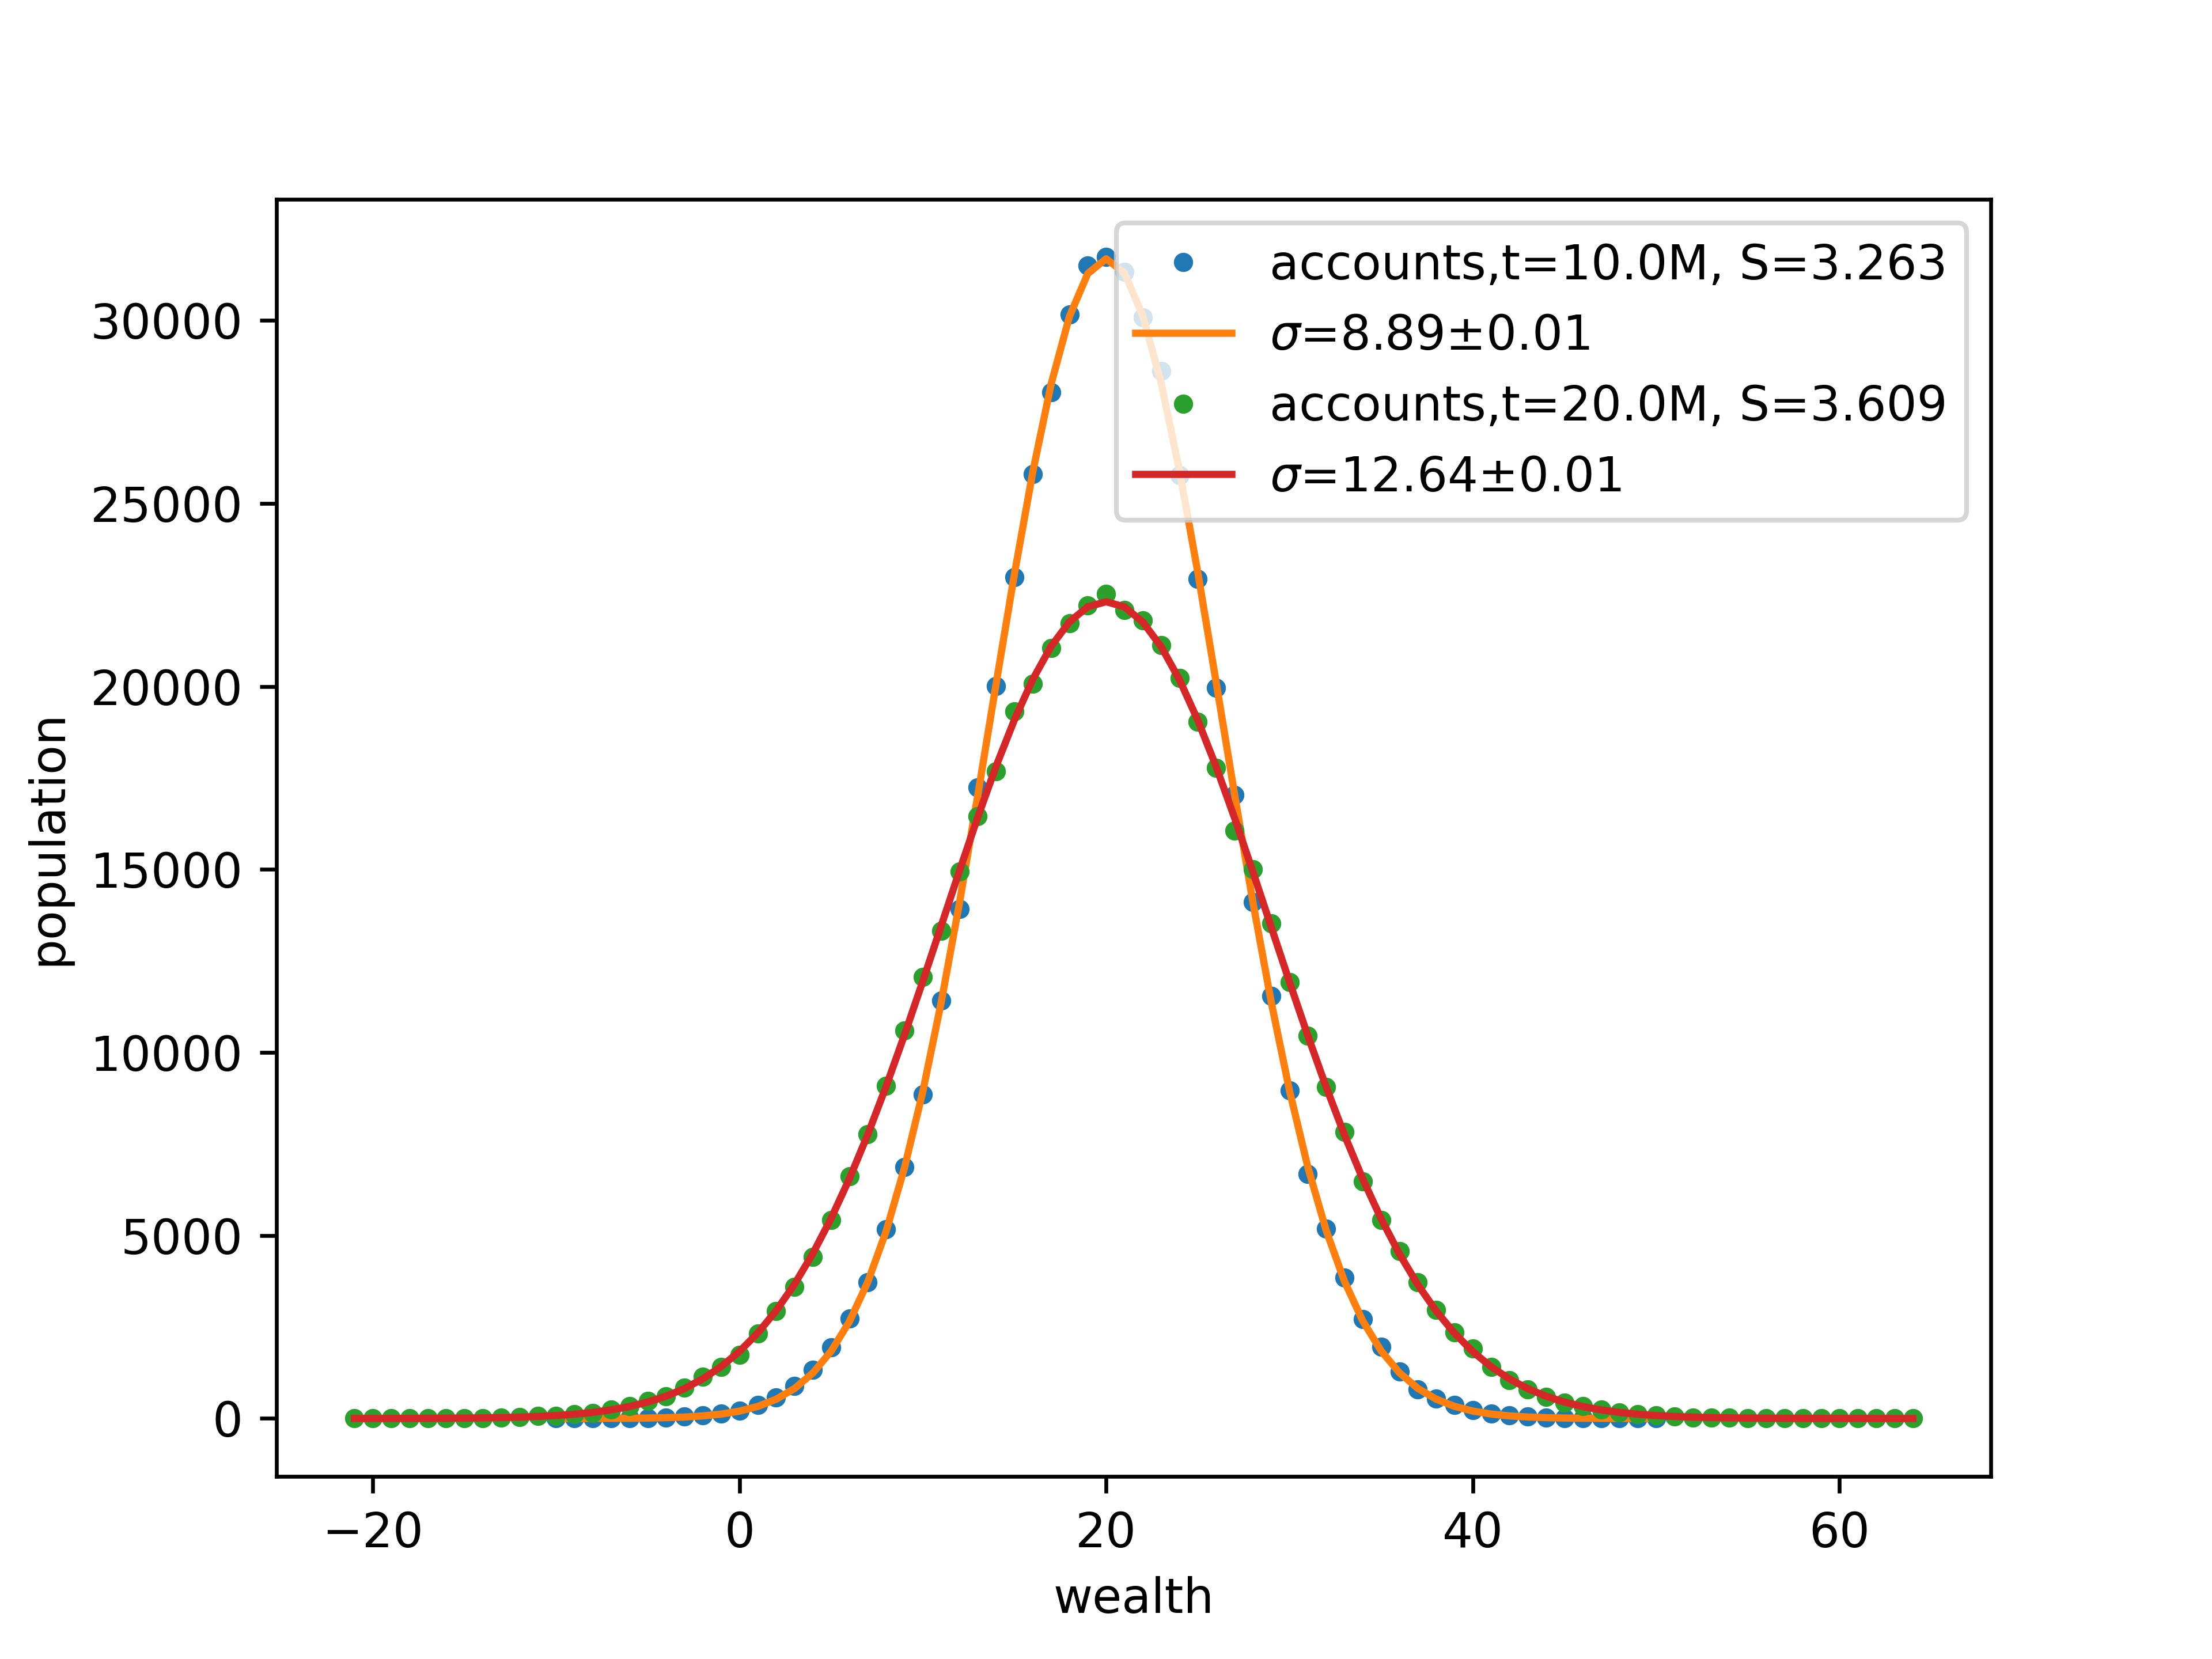 accounts,t=10.0M, S=3.263
σ=8.89±0.01
accounts,t=20.0M, S=3.609
σ=12.64±0.01
30000
25000
20000
15000
10000
5000
0
population
−20 0 20 40 60
wealth